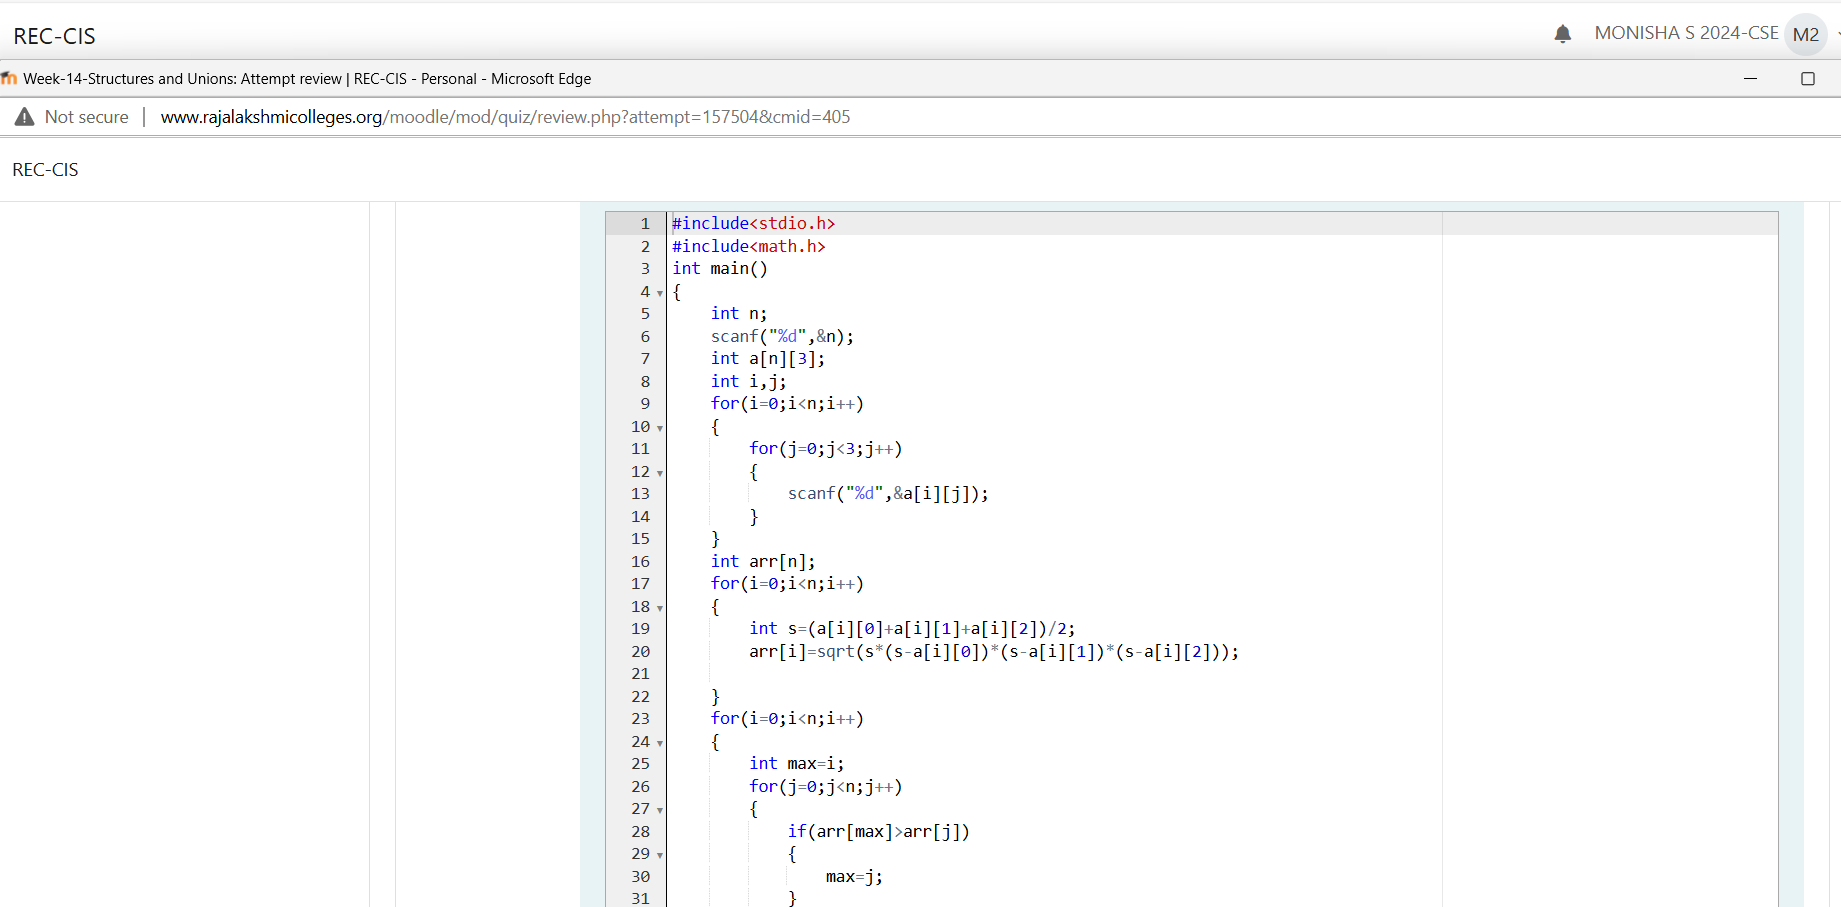 REC-CIS
MONISHA S 2024-CSE M2
Week-14-Structures and Unions: Attempt review | REC-CIS - Personal - Microsoft Edge
Not secure | www.rajalakshmicolleges.org/moodle/mod/quiz/review.php?attempt=157504&cmid=405
REC-CIS
1 #include<stdio.h>
2 #include<math.h>
3 int main()
4 {
5     int n;
6     scanf("%d",&n);
7     int a[n][3];
8     int i,j;
9     for(i=0;i<n;i++)
10     {
11         for(j=0;j<3;j++)
12         {
13             scanf("%d",&a[i][j]);
14         }
15     }
16     int arr[n];
17     for(i=0;i<n;i++)
18     {
19         int s=(a[i][0]+a[i][1]+a[i][2])/2;
20         arr[i]=sqrt(s*(s-a[i][0])*(s-a[i][1])*(s-a[i][2]));
21
22     }
23     for(i=0;i<n;i++)
24     {
25         int max=i;
26         for(j=0;j<n;j++)
27         {
28             if(arr[max]>arr[j])
29             {
30                 max=j;
31             }